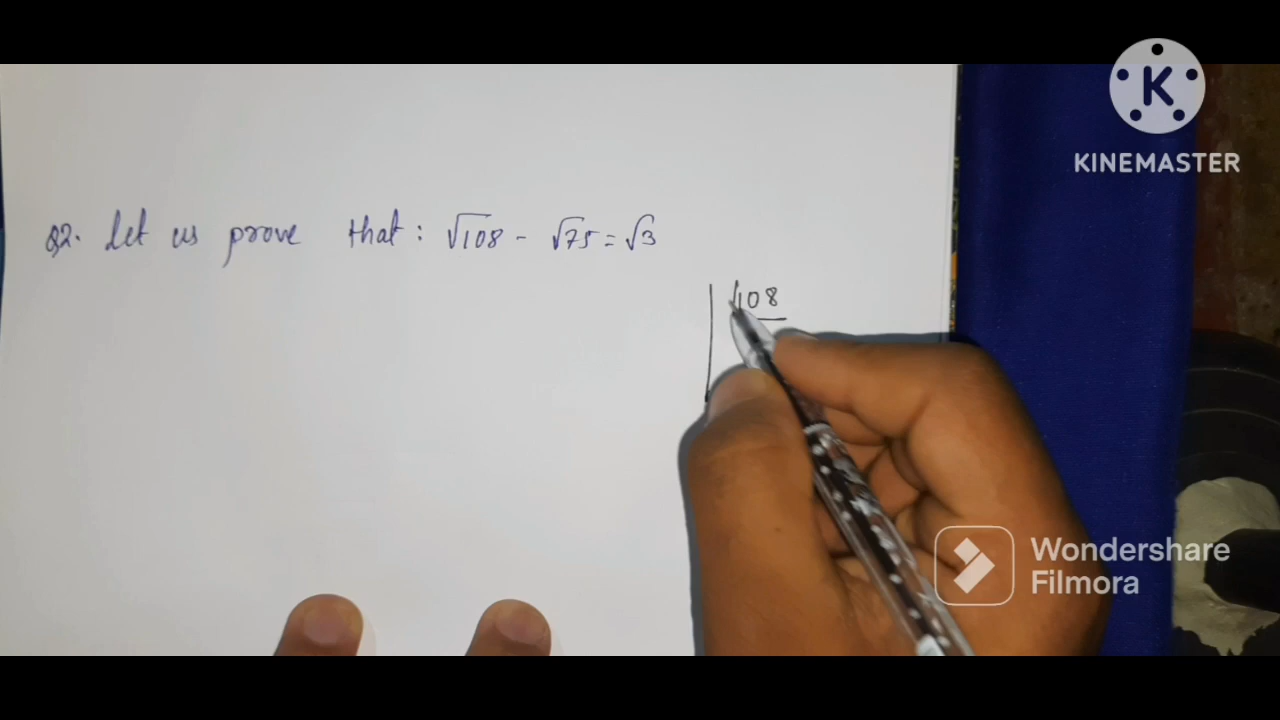 KINEMASTER
Q2. Let us prove that : √108 - √75 = √3
108
Wondershare
Filmora